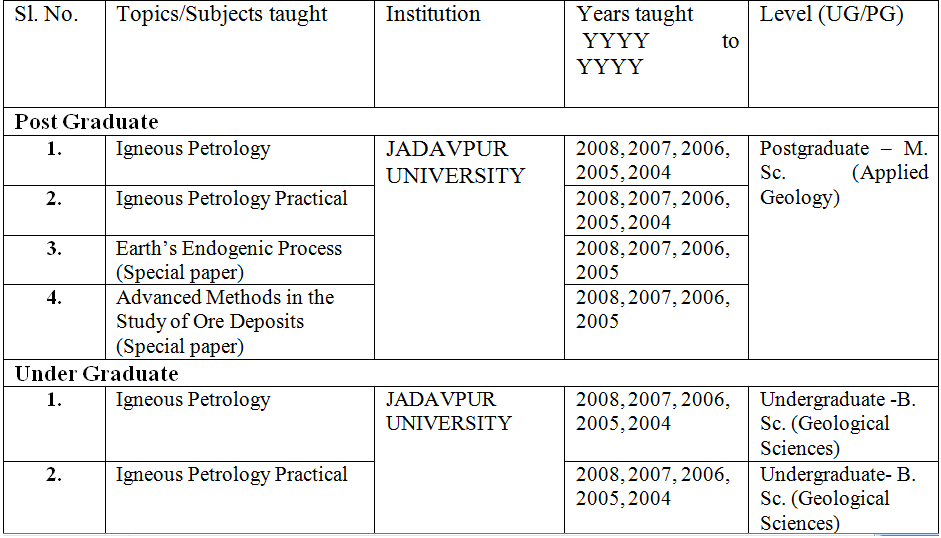 Sl. No.
Topics/Subjects taught
Institution
Years taught
YYYY to
YYYY
Level (UG/PG)
Post Graduate
1.
Igneous Petrology
JADAVPUR
UNIVERSITY
2008, 2007, 2006,
2005, 2004
Postgraduate – M.
Sc. (Applied
Geology)
2.
Igneous Petrology Practical
2008, 2007, 2006,
2005, 2004
3.
Earth’s Endogenic Process
(Special paper)
2008, 2007, 2006,
2005
4.
Advanced Methods in the
Study of Ore Deposits
(Special paper)
2008, 2007, 2006,
2005
Under Graduate
1.
Igneous Petrology
JADAVPUR
UNIVERSITY
2008, 2007, 2006,
2005, 2004
Undergraduate -B.
Sc. (Geological
Sciences)
2.
Igneous Petrology Practical
2008, 2007, 2006,
2005, 2004
Undergraduate- B.
Sc. (Geological
Sciences)